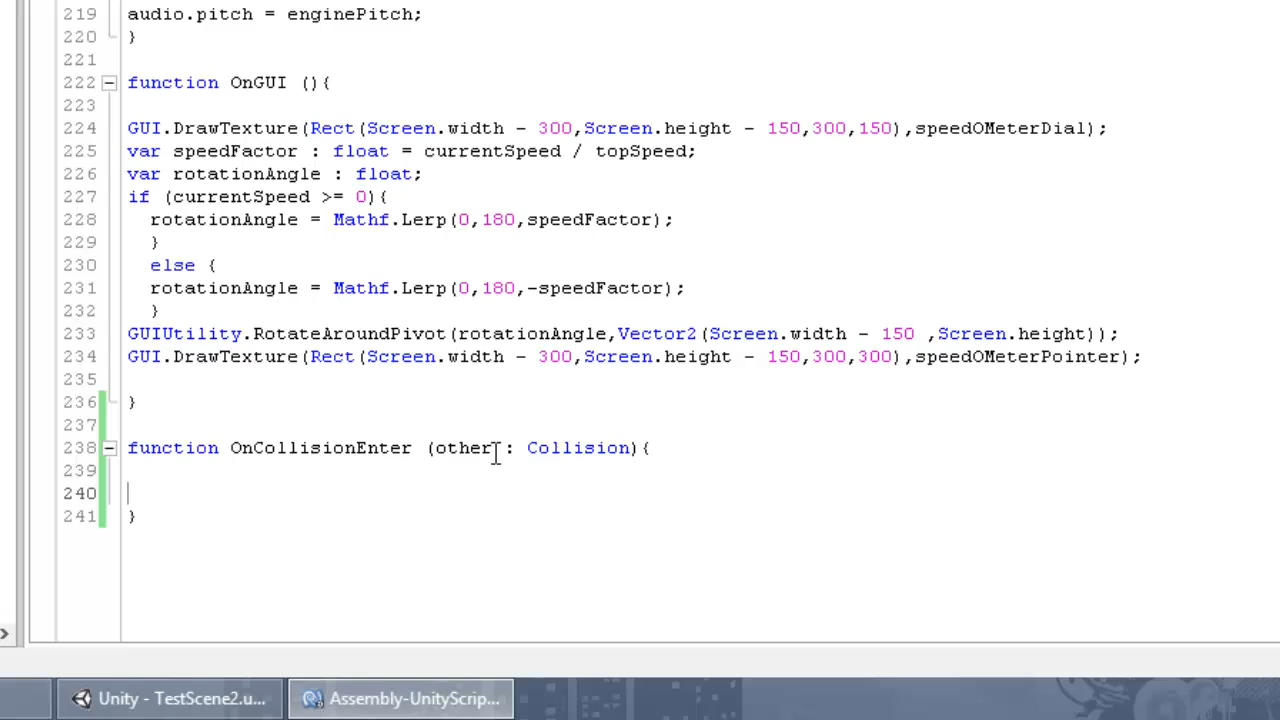 219 audio.pitch = enginePitch;
220 }
221
222 function OnGUI (){
223
224 GUI.DrawTexture(Rect(Screen.width - 300,Screen.height - 150,300,150),speedOMeterDial);
225 var speedFactor : float = currentSpeed / topSpeed;
226 var rotationAngle : float;
227 if (currentSpeed >= 0){
228   rotationAngle = Mathf.Lerp(0,180,speedFactor);
229   }
230   else {
231   rotationAngle = Mathf.Lerp(0,180,-speedFactor);
232   }
233 GUIUtility.RotateAroundPivot(rotationAngle,Vector2(Screen.width - 150 ,Screen.height));
234 GUI.DrawTexture(Rect(Screen.width - 300,Screen.height - 150,300,300),speedOMeterPointer);
235
236 }
237
238 function OnCollisionEnter (other : Collision){
239
240
241 }
Unity - TestScene2.u...
Assembly-UnityScrip...